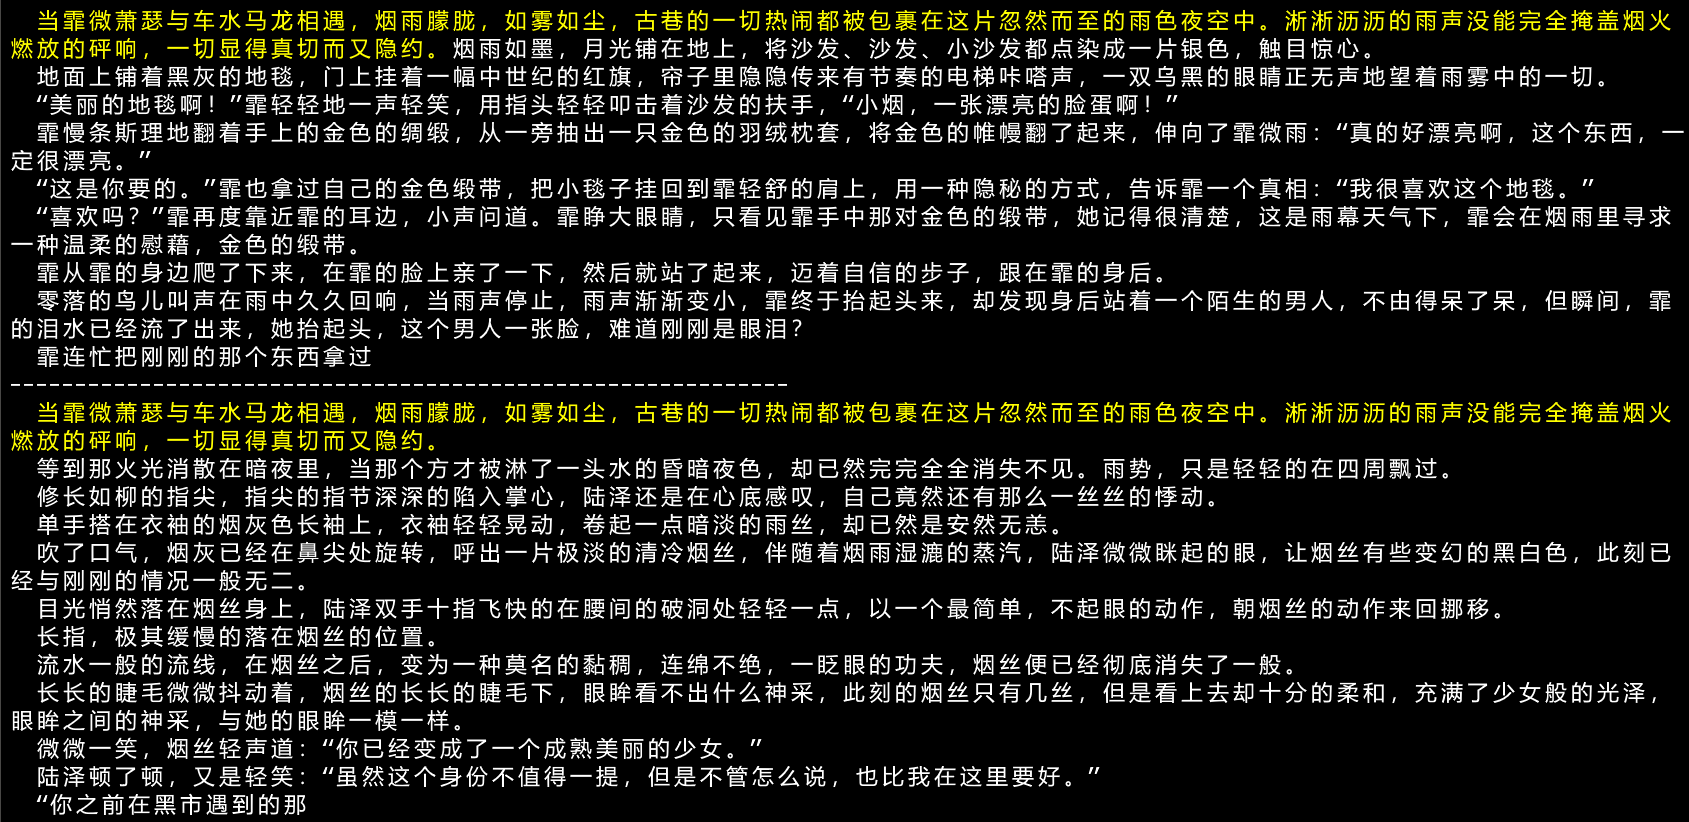 当霏微萧瑟与车水马龙相遇，烟雨朦胧，如雾如尘，古巷的一切热闹都被包裹在这片忽然而至的雨色夜空中。淅淅沥沥的雨声没能完全掩盖烟火
燃放的砰响，一切显得真切而又隐约。烟雨如墨，月光铺在地上，将沙发、沙发、小沙发都点染成一片银色，触目惊心。
地面上铺着黑灰的地毯，门上挂着一幅中世纪的红旗，帘子里隐隐传来有节奏的电梯咔嗒声，一双乌黑的眼睛正无声地望着雨雾中的一切。
“美丽的地毯啊！”霏轻轻地一声轻笑，用指头轻轻叩击着沙发的扶手，“小烟，一张漂亮的脸蛋啊！”
霏慢条斯理地翻着手上的金色的绸缎，从一旁抽出一只金色的羽绒枕套，将金色的帷幔翻了起来，伸向了霏微雨：“真的好漂亮啊，这个东西，一
定很漂亮。”
“这是你要的。”霏也拿过自己的金色缎带，把小毯子挂回到霏轻舒的肩上，用一种隐秘的方式，告诉霏一个真相：“我很喜欢这个地毯。”
“喜欢吗？”霏再度靠近霏的耳边，小声问道。霏睁大眼睛，只看见霏手中那对金色的缎带，她记得很清楚，这是雨幕天气下，霏会在烟雨里寻求
一种温柔的慰藉，金色的缎带。
霏从霏的身边爬了下来，在霏的脸上亲了一下，然后就站了起来，迈着自信的步子，跟在霏的身后。
零落的鸟儿叫声在雨中久久回响，当雨声停止，雨声渐渐变小，霏终于抬起头来，却发现身后站着一个陌生的男人，不由得呆了呆，但瞬间，霏
的泪水已经流了出来，她抬起头，这个男人一张脸，难道刚刚是眼泪？
霏连忙把刚刚的那个东西拿过
------------------------------------------------------------
当霏微萧瑟与车水马龙相遇，烟雨朦胧，如雾如尘，古巷的一切热闹都被包裹在这片忽然而至的雨色夜空中。淅淅沥沥的雨声没能完全掩盖烟火
燃放的砰响，一切显得真切而又隐约。
等到那火光消散在暗夜里，当那个方才被淋了一头水的昏暗夜色，却已然完完全全消失不见。雨势，只是轻轻的在四周飘过。
修长如柳的指尖，指尖的指节深深的陷入掌心，陆泽还是在心底感叹，自己竟然还有那么一丝丝的悸动。
单手搭在衣袖的烟灰色长袖上，衣袖轻轻晃动，卷起一点暗淡的雨丝，却已然是安然无恙。
吹了口气，烟灰已经在鼻尖处旋转，呼出一片极淡的清冷烟丝，伴随着烟雨湿漉的蒸汽，陆泽微微眯起的眼，让烟丝有些变幻的黑白色，此刻已
经与刚刚的情况一般无二。
目光悄然落在烟丝身上，陆泽双手十指飞快的在腰间的破洞处轻轻一点，以一个最简单，不起眼的动作，朝烟丝的动作来回挪移。
长指，极其缓慢的落在烟丝的位置。
流水一般的流线，在烟丝之后，变为一种莫名的黏稠，连绵不绝，一眨眼的功夫，烟丝便已经彻底消失了一般。
长长的睫毛微微抖动着，烟丝的长长的睫毛下，眼眸看不出什么神采，此刻的烟丝只有几丝，但是看上去却十分的柔和，充满了少女般的光泽，
眼眸之间的神采，与她的眼眸一模一样。
微微一笑，烟丝轻声道：“你已经变成了一个成熟美丽的少女。”
陆泽顿了顿，又是轻笑：“虽然这个身份不值得一提，但是不管怎么说，也比我在这里要好。”
“你之前在黑市遇到的那